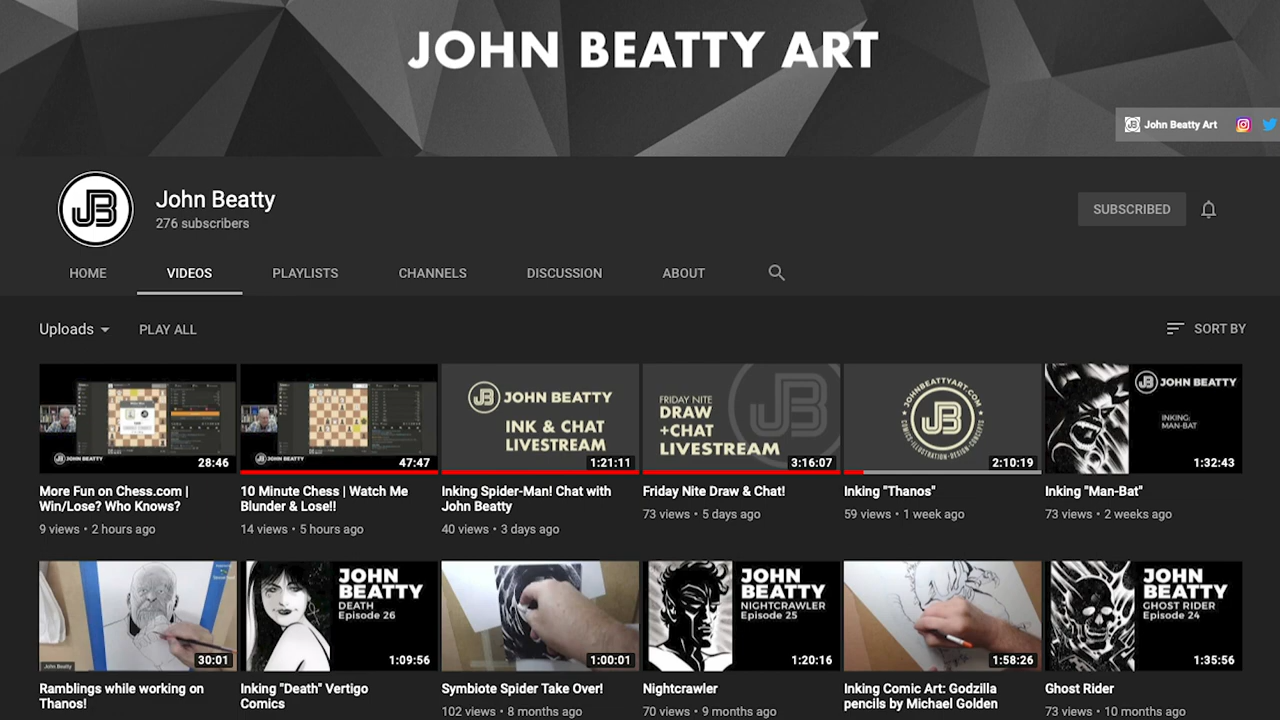 JOHN BEATTY ART
John Beatty Art
John Beatty
276 subscribers
SUBSCRIBED
HOME
VIDEOS
PLAYLISTS
CHANNELS
DISCUSSION
ABOUT
Uploads
PLAY ALL
SORT BY
JOHN BEATTY
28:46
JOHN BEATTY
47:47
JOHN BEATTY
INK & CHAT
LIVESTREAM
1:21:11
FRIDAY NITE
DRAW
+CHAT
LIVESTREAM
3:16:07
JOHNBEATTYART.COM
COMICS•ILLUSTRATION•DESIGN•CONCEPTS
2:10:19
JOHN BEATTY
INKING:
MAN-BAT
1:32:43
More Fun on Chess.com |
Win/Lose? Who Knows?
9 views • 2 hours ago
10 Minute Chess | Watch Me
Blunder & Lose!!
14 views • 5 hours ago
Inking Spider-Man! Chat with
John Beatty
40 views • 3 days ago
Friday Nite Draw & Chat!
73 views • 5 days ago
Inking "Thanos"
59 views • 1 week ago
Inking "Man-Bat"
73 views • 2 weeks ago
John Beatty
30:01
JOHN
BEATTY
DEATH
Episode 26
1:09:56
1:00:01
JOHN
BEATTY
NIGHTCRAWLER
Episode 25
1:20:16
1:58:26
JOHN
BEATTY
GHOST RIDER
Episode 24
1:35:56
Ramblings while working on
Thanos!
Inking "Death" Vertigo
Comics
Symbiote Spider Take Over!
102 views • 8 months ago
Nightcrawler
70 views • 9 months ago
Inking Comic Art: Godzilla
pencils by Michael Golden
Ghost Rider
73 views • 10 months ago